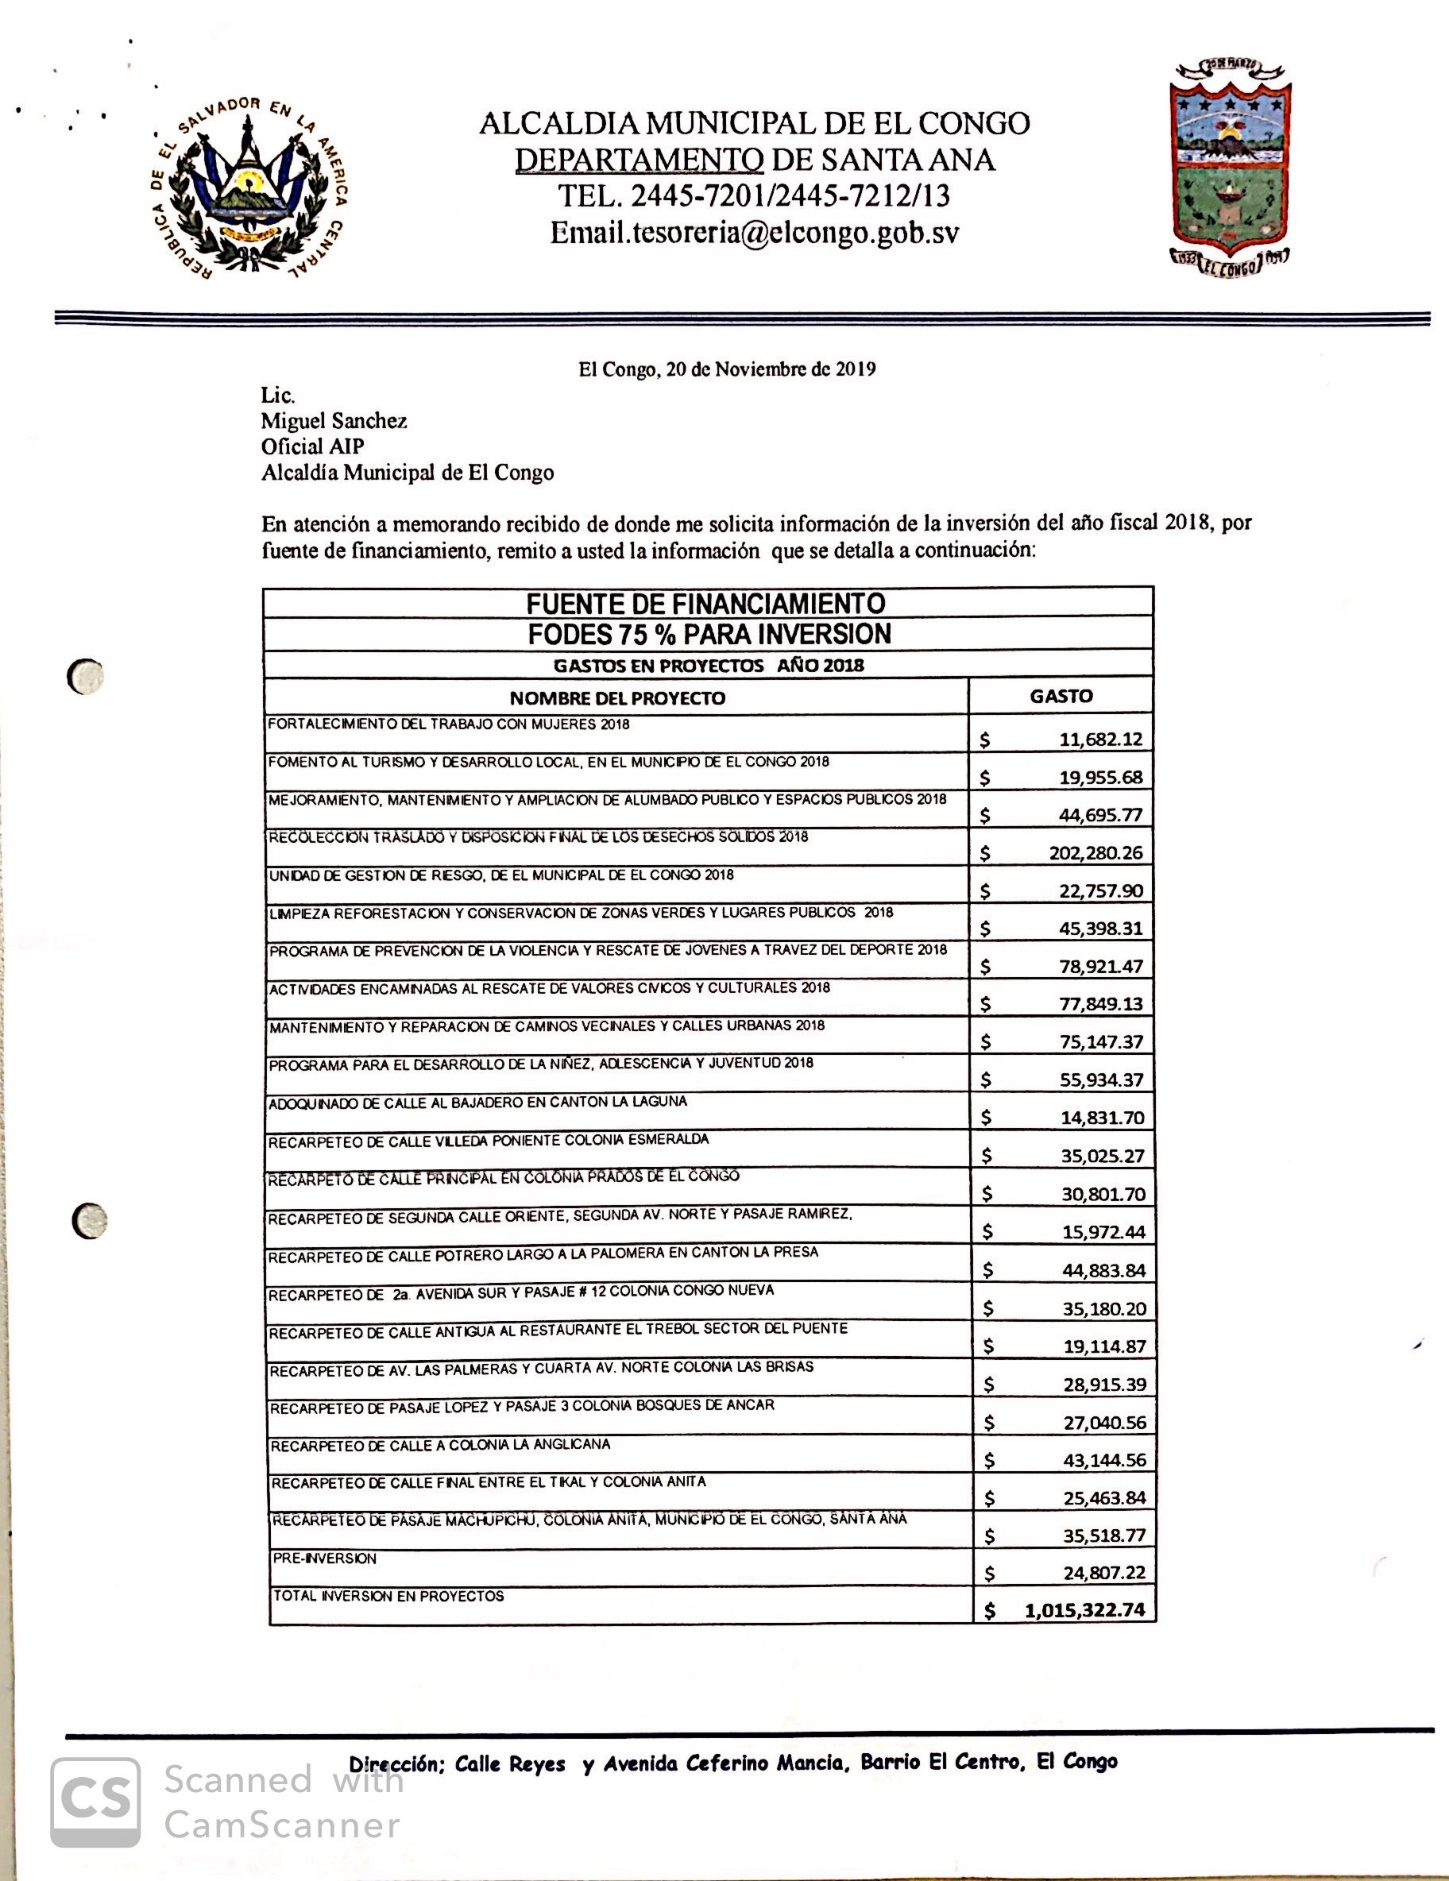 REPUBLICA DE EL SALVADOR EN LA AMERICA CENTRAL
20 DE MARZO
1933 EL CONGO
ALCALDIA MUNICIPAL DE EL CONGO
DEPARTAMENTO DE SANTA ANA
TEL. 2445-7201/2445-7212/13
Email.tesoreria@elcongo.gob.sv
El Congo, 20 de Noviembre de 2019
Lic.
Miguel Sanchez
Oficial AIP
Alcaldía Municipal de El Congo
En atención a memorando recibido de donde me solicita información de la inversión del año fiscal 2018, por
fuente de financiamiento, remito a usted la información que se detalla a continuación:
FUENTE DE FINANCIAMIENTO
FODES 75 % PARA INVERSION
GASTOS EN PROYECTOS AÑO 2018
NOMBRE DEL PROYECTO GASTO
FORTALECIMIENTO DEL TRABAJO CON MUJERES 2018 $ 11,682.12
FOMENTO AL TURISMO Y DESARROLLO LOCAL, EN EL MUNICIPIO DE EL CONGO 2018 $ 19,955.68
MEJORAMIENTO, MANTENIMIENTO Y AMPLIACION DE ALUMBADO PUBLICO Y ESPACIOS PUBLICOS 2018 $ 44,695.77
RECOLECCION TRASLADO Y DISPOSICION FINAL DE LOS DESECHOS SOLIDOS 2018 $ 202,280.26
UNIDAD DE GESTION DE RIESGO, DE EL MUNICIPAL DE EL CONGO 2018 $ 22,757.90
LIMPIEZA REFORESTACION Y CONSERVACION DE ZONAS VERDES Y LUGARES PUBLICOS 2018 $ 45,398.31
PROGRAMA DE PREVENCION DE LA VIOLENCIA Y RESCATE DE JOVENES A TRAVEZ DEL DEPORTE 2018 $ 78,921.47
ACTIVIDADES ENCAMINADAS AL RESCATE DE VALORES CIVICOS Y CULTURALES 2018 $ 77,849.13
MANTENIMIENTO Y REPARACION DE CAMINOS VECINALES Y CALLES URBANAS 2018 $ 75,147.37
PROGRAMA PARA EL DESARROLLO DE LA NIÑEZ, ADLESCENCIA Y JUVENTUD 2018 $ 55,934.37
ADOQUINADO DE CALLE AL BAJADERO EN CANTON LA LAGUNA $ 14,831.70
RECARPETEO DE CALLE VILLEDA PONIENTE COLONIA ESMERALDA $ 35,025.27
RECARPETO DE CALLE PRINCIPAL EN COLONIA PRADOS DE EL CONGO $ 30,801.70
RECARPETEO DE SEGUNDA CALLE ORIENTE, SEGUNDA AV. NORTE Y PASAJE RAMIREZ, $ 15,972.44
RECARPETEO DE CALLE POTRERO LARGO A LA PALOMERA EN CANTON LA PRESA $ 44,883.84
RECARPETEO DE 2a. AVENIDA SUR Y PASAJE # 12 COLONIA CONGO NUEVA $ 35,180.20
RECARPETEO DE CALLE ANTIGUA AL RESTAURANTE EL TREBOL SECTOR DEL PUENTE $ 19,114.87
RECARPETEO DE AV. LAS PALMERAS Y CUARTA AV. NORTE COLONIA LAS BRISAS $ 28,915.39
RECARPETEO DE PASAJE LOPEZ Y PASAJE 3 COLONIA BOSQUES DE ANCAR $ 27,040.56
RECARPETEO DE CALLE A COLONIA LA ANGLICANA $ 43,144.56
RECARPETEO DE CALLE FINAL ENTRE EL TIKAL Y COLONIA ANITA $ 25,463.84
RECARPETEO DE PASAJE MACHUPICHU, COLONIA ANITA, MUNICIPIO DE EL CONGO, SANTA ANA $ 35,518.77
PRE-INVERSION $ 24,807.22
TOTAL INVERSION EN PROYECTOS $ 1,015,322.74
Dirección; Calle Reyes y Avenida Ceferino Mancia, Barrio El Centro, El Congo
CS Scanned with
CamScanner